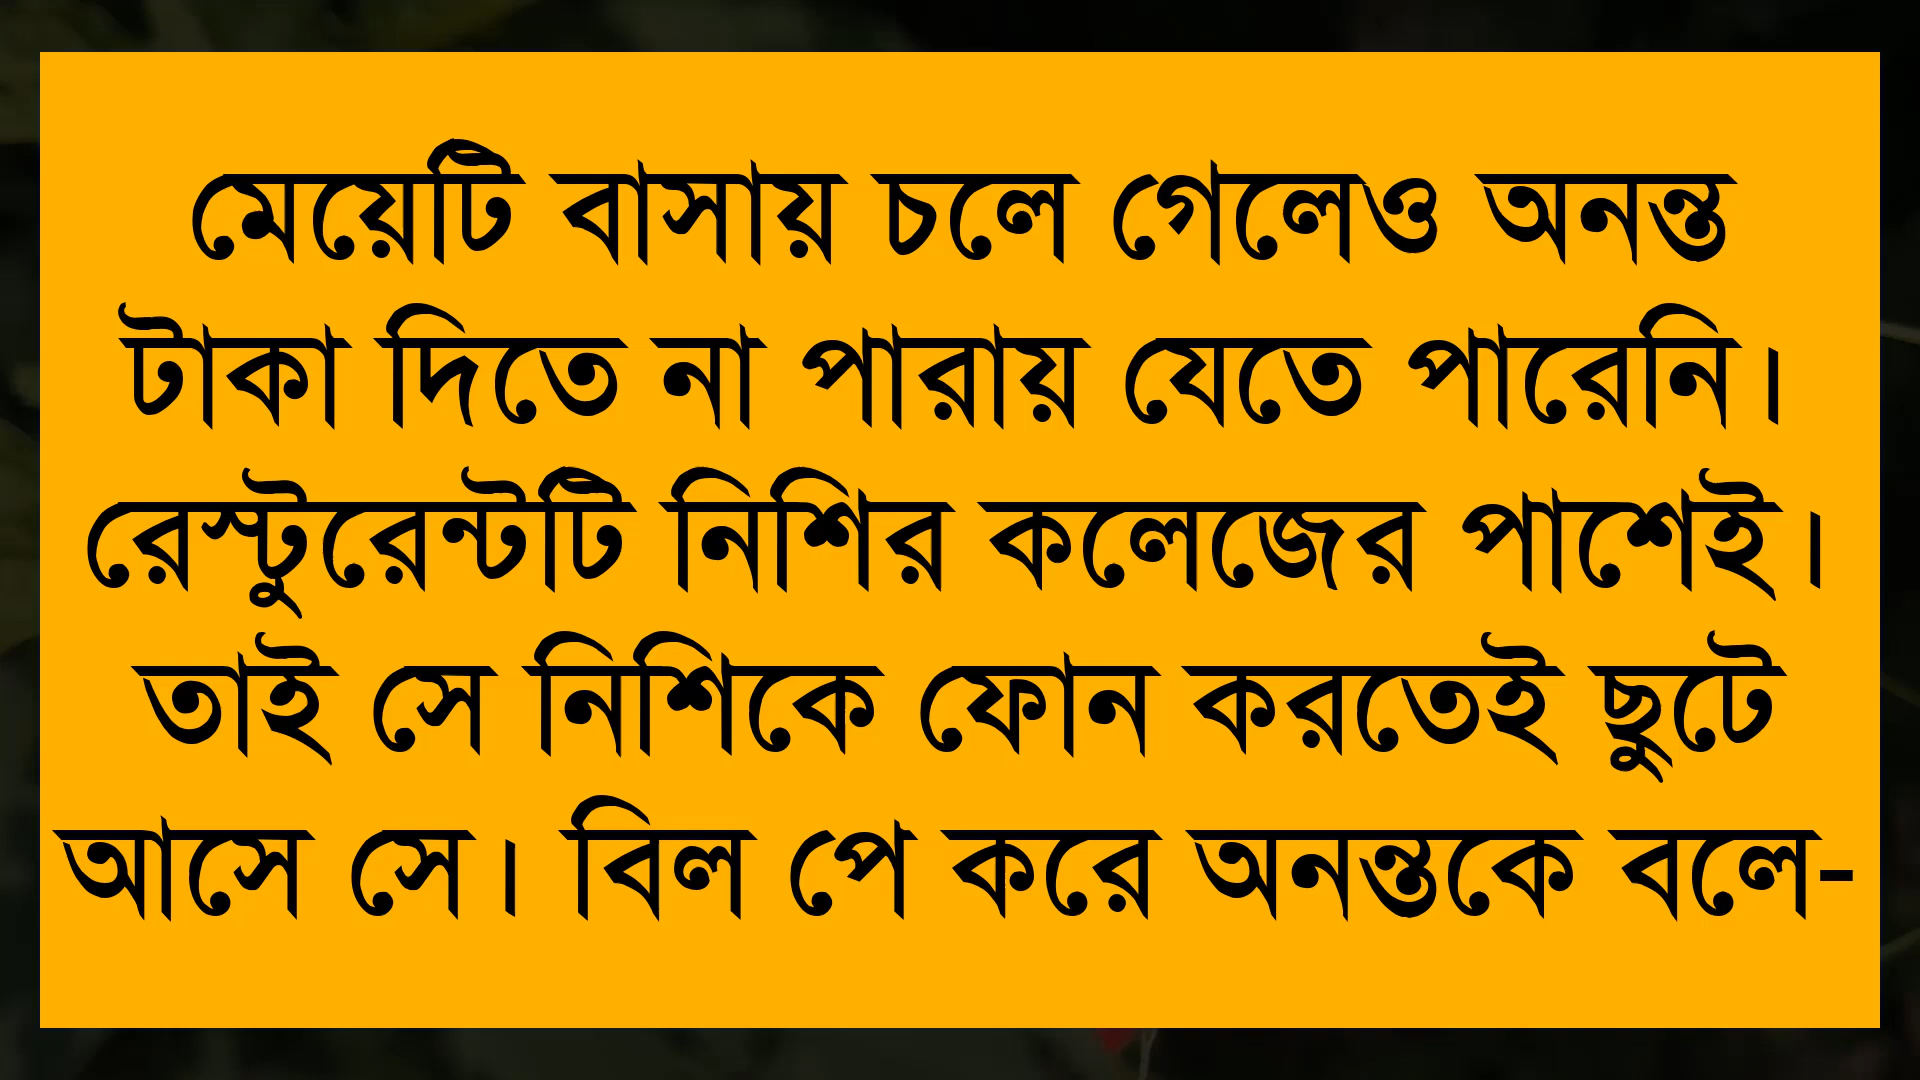 মেয়েটি বাসায় চলে গেলেও অনন্ত
টাকা দিতে না পারায় যেতে পারেনি।
রেস্টুরেন্টটি নিশির কলেজের পাশেই।
তাই সে নিশিকে ফোন করতেই ছুটে
আসে সে। বিল পে করে অনন্তকে বলে-